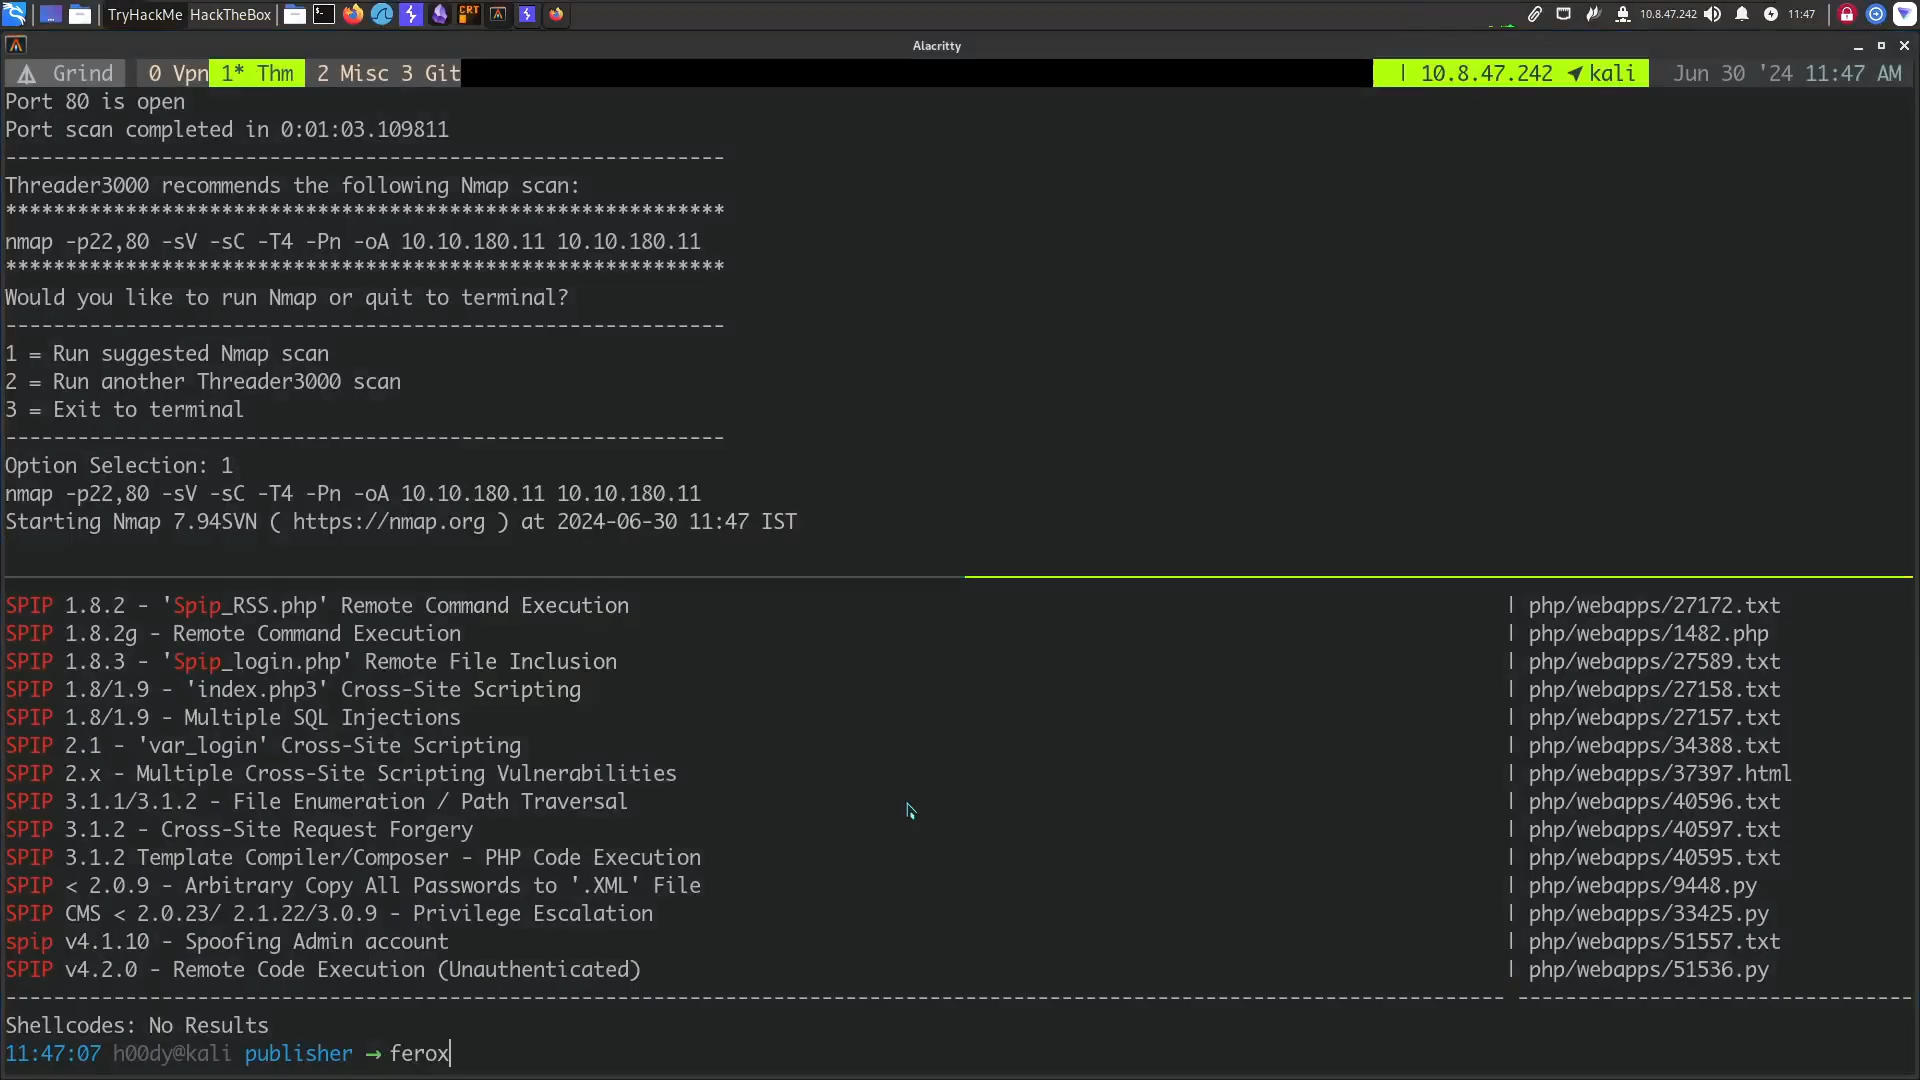 TryHackMe HackTheBox CRT 10.8.47.242 11:47
Alacritty
Grind 0 Vpn 1* Thm 2 Misc 3 Git | 10.8.47.242 kali Jun 30 '24 11:47 AM
Port 80 is open
Port scan completed in 0:01:03.109811
------------------------------------------------------------
Threader3000 recommends the following Nmap scan:
************************************************************
nmap -p22,80 -sV -sC -T4 -Pn -oA 10.10.180.11 10.10.180.11
************************************************************
Would you like to run Nmap or quit to terminal?
------------------------------------------------------------
1 = Run suggested Nmap scan
2 = Run another Threader3000 scan
3 = Exit to terminal
------------------------------------------------------------
Option Selection: 1
nmap -p22,80 -sV -sC -T4 -Pn -oA 10.10.180.11 10.10.180.11
Starting Nmap 7.94SVN ( https://nmap.org ) at 2024-06-30 11:47 IST
SPIP 1.8.2 - 'Spip_RSS.php' Remote Command Execution | php/webapps/27172.txt
SPIP 1.8.2g - Remote Command Execution | php/webapps/1482.php
SPIP 1.8.3 - 'Spip_login.php' Remote File Inclusion | php/webapps/27589.txt
SPIP 1.8/1.9 - 'index.php3' Cross-Site Scripting | php/webapps/27158.txt
SPIP 1.8/1.9 - Multiple SQL Injections | php/webapps/27157.txt
SPIP 2.1 - 'var_login' Cross-Site Scripting | php/webapps/34388.txt
SPIP 2.x - Multiple Cross-Site Scripting Vulnerabilities | php/webapps/37397.html
SPIP 3.1.1/3.1.2 - File Enumeration / Path Traversal | php/webapps/40596.txt
SPIP 3.1.2 - Cross-Site Request Forgery | php/webapps/40597.txt
SPIP 3.1.2 Template Compiler/Composer - PHP Code Execution | php/webapps/40595.txt
SPIP < 2.0.9 - Arbitrary Copy All Passwords to '.XML' File | php/webapps/9448.py
SPIP CMS < 2.0.23/ 2.1.22/3.0.9 - Privilege Escalation | php/webapps/33425.py
spip v4.1.10 - Spoofing Admin account | php/webapps/51557.txt
SPIP v4.2.0 - Remote Code Execution (Unauthenticated) | php/webapps/51536.py
----------------------------------------------------------------------------------------------------------------------------- ---------------------------------
Shellcodes: No Results
11:47:07 h00dy@kali publisher → ferox